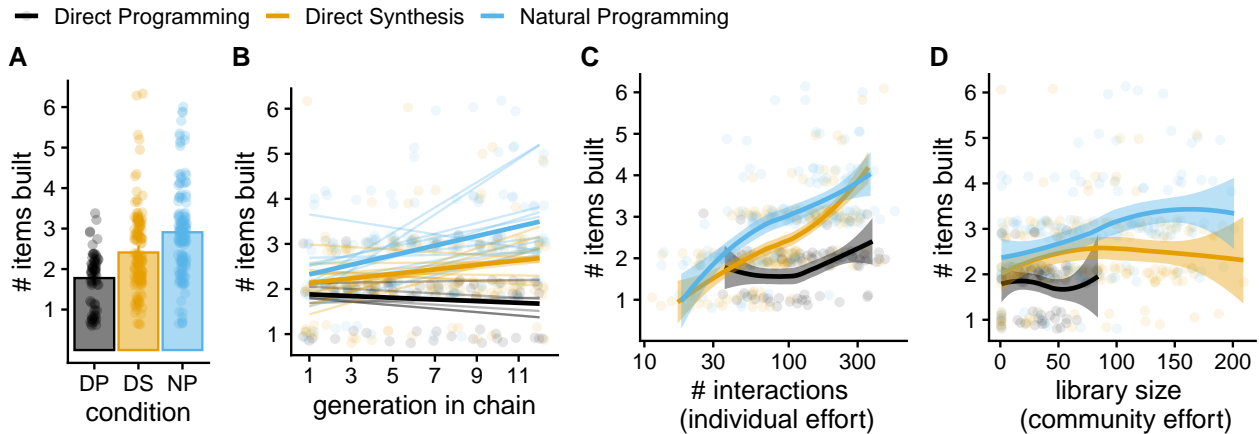 Direct Programming Direct Synthesis Natural Programming
A
# items built
6
5
4
3
2
1
DP DS NP
condition
B
# items built
6
5
4
3
2
1
1 3 5 7 9 11
generation in chain
C
# items built
6
5
4
3
2
1
10 30 100 300
# interactions
(individual effort)
D
# items built
6
5
4
3
2
1
0 50 100 150 200
library size
(community effort)